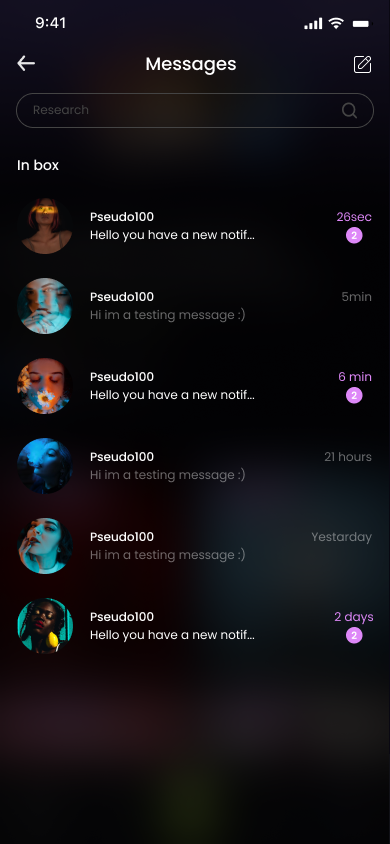 9:41
Messages
Research
In box
Pseudo100
26sec
Hello you have a new notif...
2
Pseudo100
5min
Hi im a testing message :)
Pseudo100
6 min
Hello you have a new notif...
2
Pseudo100
21 hours
Hi im a testing message :)
Pseudo100
Yestarday
Hi im a testing message :)
Pseudo100
2 days
Hello you have a new notif...
2